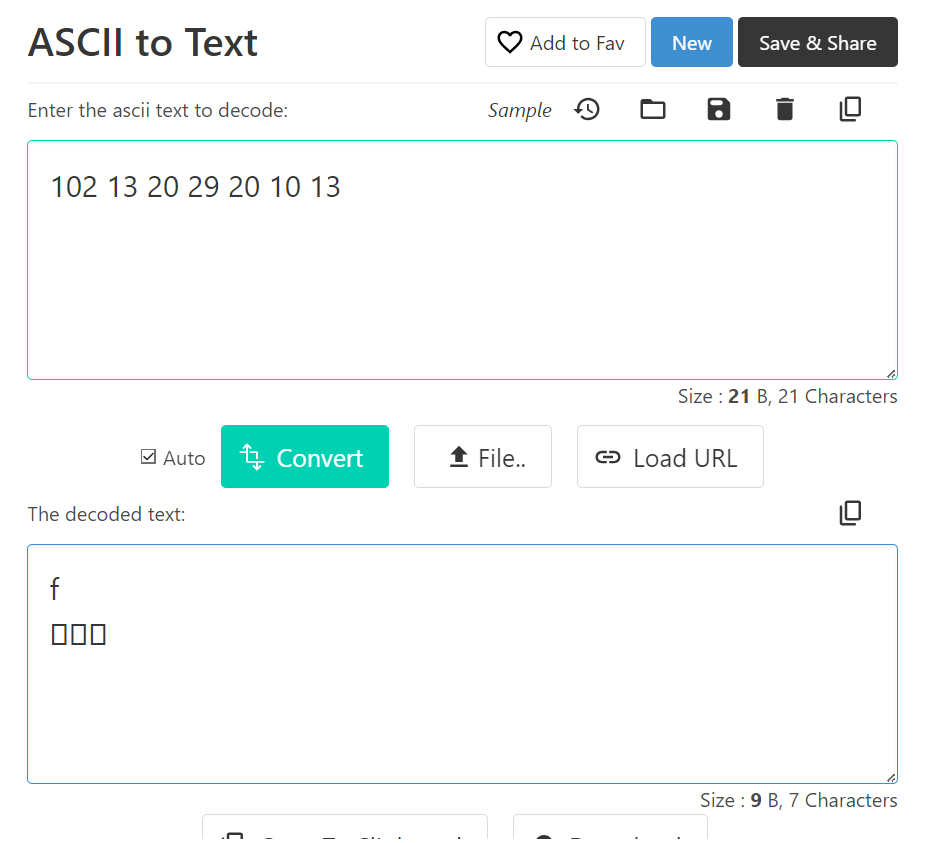 ASCII to Text
Add to Fav
New
Save & Share
Enter the ascii text to decode:
Sample
102 13 20 29 20 10 13
Size : 21 B, 21 Characters
Auto
Convert
File..
Load URL
The decoded text:
f
Size : 9 B, 7 Characters